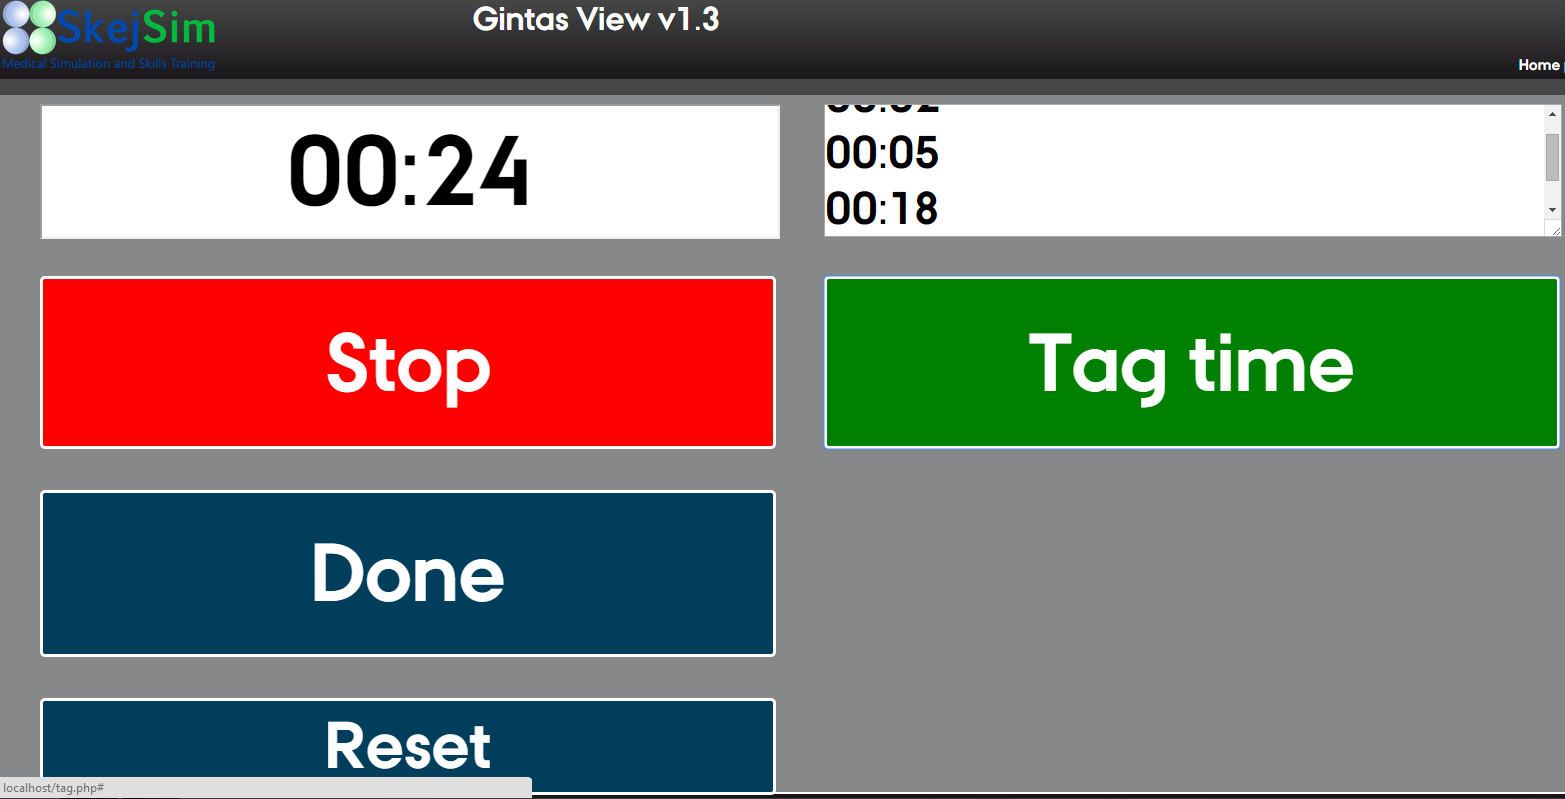 SkejSim
Medical Simulation and Skills Training
Gintas View v1.3
Home
00:24
00:05
00:18
Stop
Tag time
Done
Reset
localhost/tag.php#